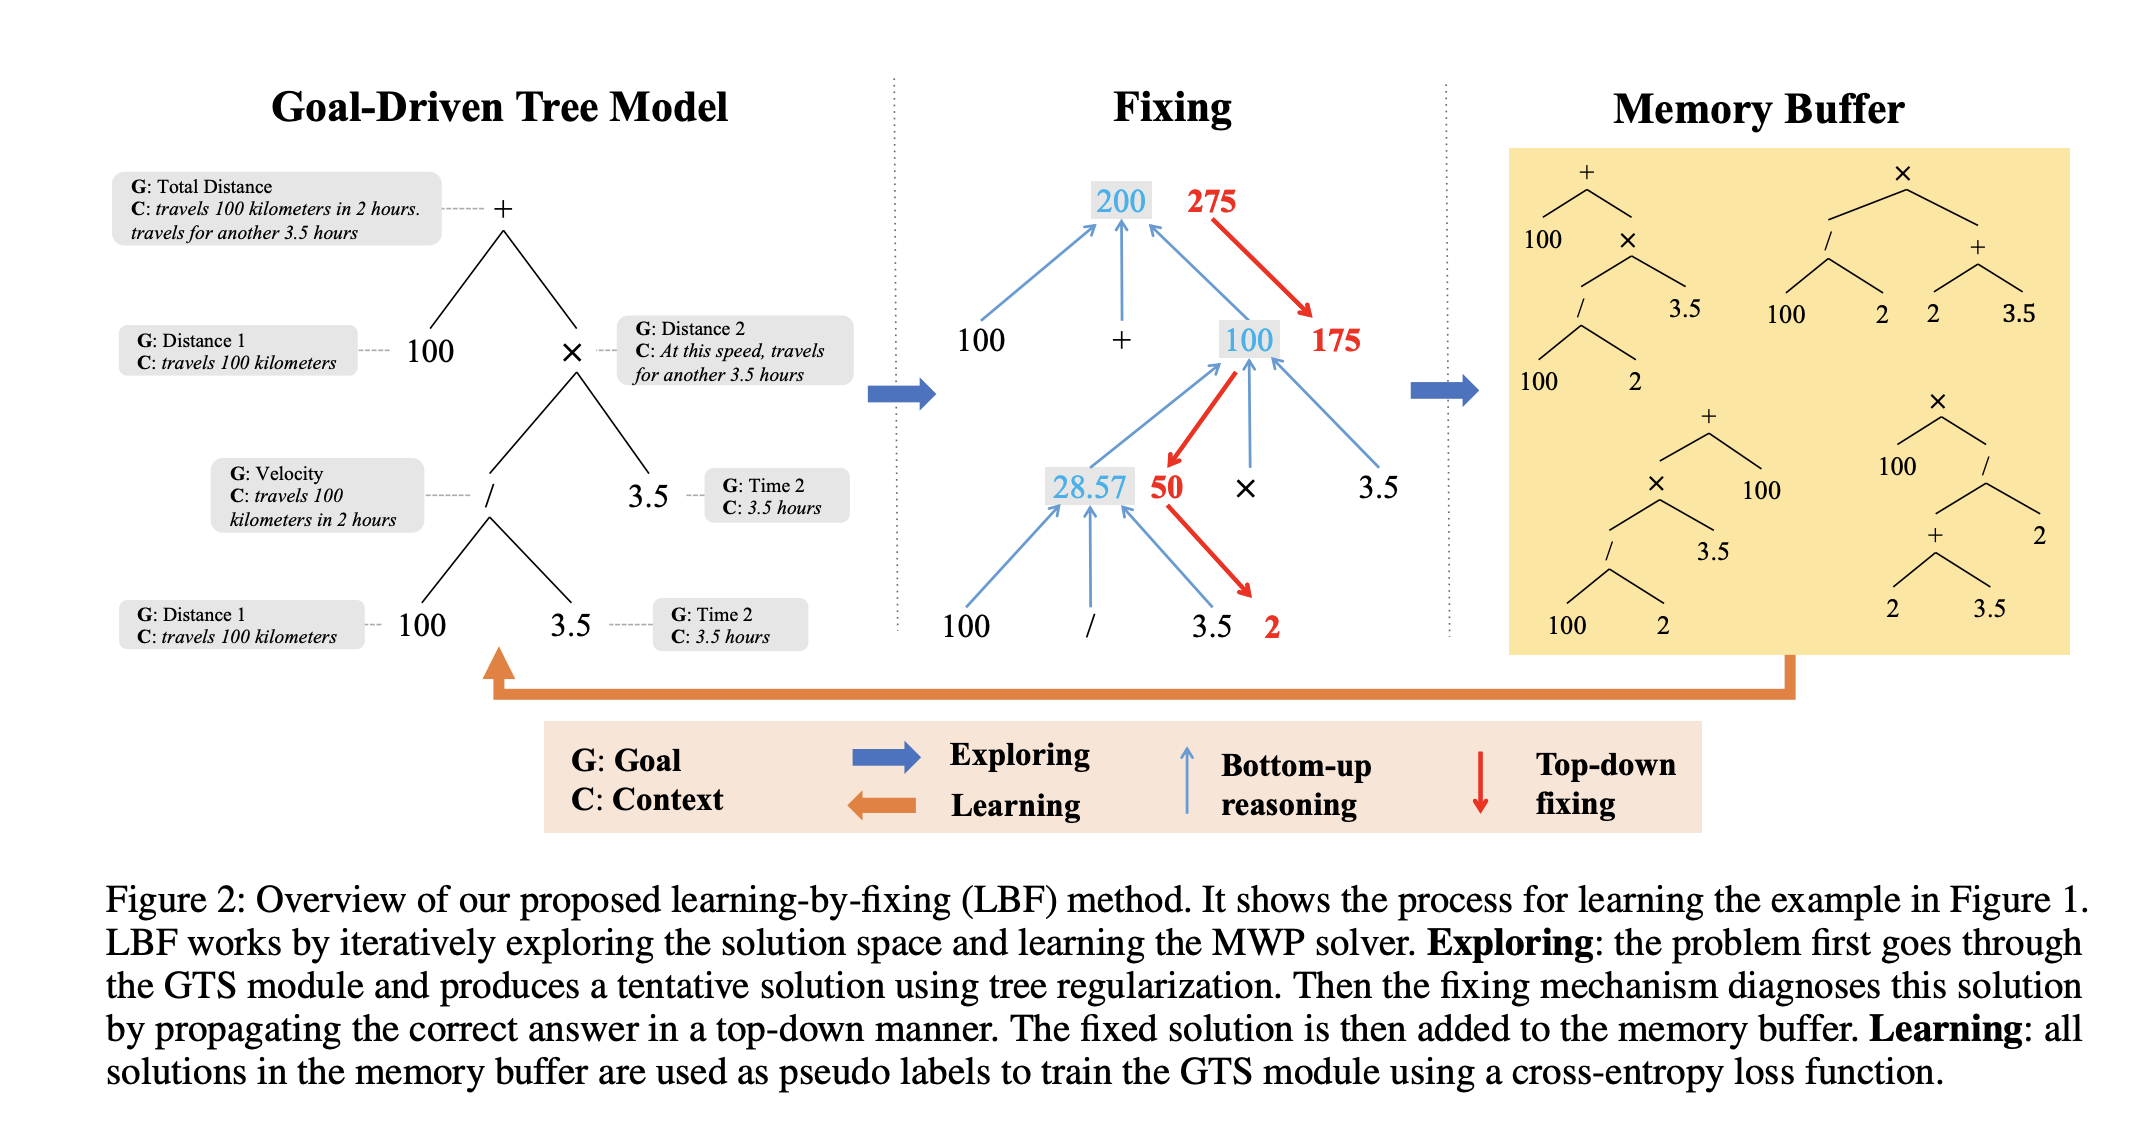 Goal-Driven Tree Model
G: Total Distance
C: travels 100 kilometers in 2 hours.
travels for another 3.5 hours
+
G: Distance 1
C: travels 100 kilometers
100
×
G: Distance 2
C: At this speed, travels
for another 3.5 hours
G: Velocity
C: travels 100
kilometers in 2 hours
/
3.5
G: Time 2
C: 3.5 hours
G: Distance 1
C: travels 100 kilometers
100
3.5
G: Time 2
C: 3.5 hours
Fixing
200 275
100 + 100 175
28.57 50 × 3.5
100 / 3.5 2
Memory Buffer
+
100 ×
/ 3.5
100 2
×
/ +
100 2 2 3.5
+
× 100
/ 3.5
100 2
×
100 /
+ 2
2 3.5
G: Goal
C: Context
Exploring
Learning
Bottom-up
reasoning
Top-down
fixing
Figure 2: Overview of our proposed learning-by-fixing (LBF) method. It shows the process for learning the example in Figure 1.
LBF works by iteratively exploring the solution space and learning the MWP solver. Exploring: the problem first goes through
the GTS module and produces a tentative solution using tree regularization. Then the fixing mechanism diagnoses this solution
by propagating the correct answer in a top-down manner. The fixed solution is then added to the memory buffer. Learning: all
solutions in the memory buffer are used as pseudo labels to train the GTS module using a cross-entropy loss function.